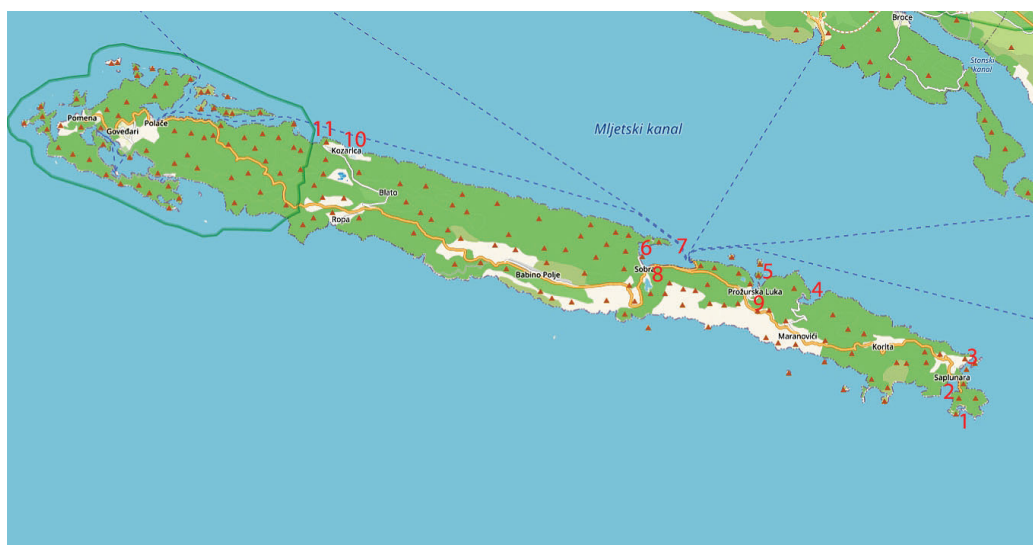 Broce
Stonski
kanal
Mljetski kanal
Pomena
Polače
Goveđari
11
10
Kozarica
Blato
Ropa
6
7
Sobra
8
Babino Polje
5
Prožurska Luka
4
9
Maranovići
Korita
3
Saplunara
2
1